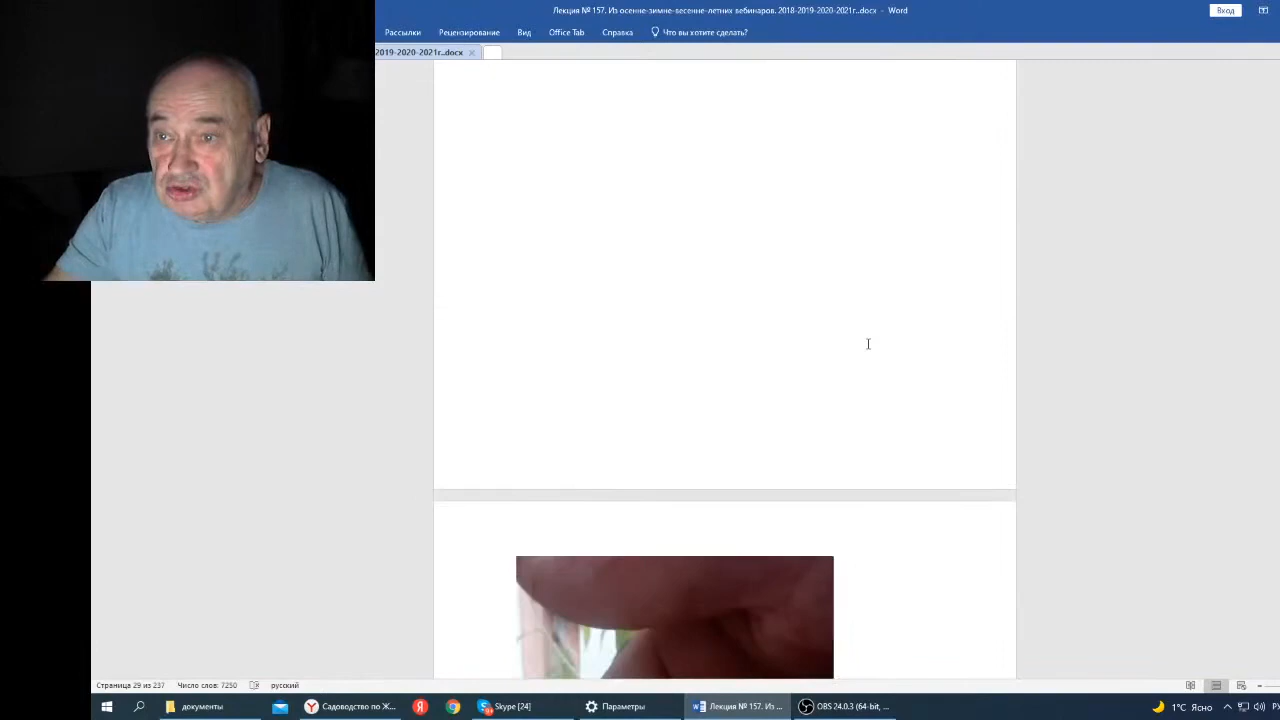 Лекция № 157. Из осенне-зимне-весенне-летних вебинаров. 2018-2019-2020-2021г..docx - Word
Вход
Рассылки Рецензирование Вид Office Tab Справка Что вы хотите сделать?
2019-2020-2021г..docx
Страница 29 из 237 Число слов: 7250 русский
документы Садоводство по Ж... Skype [24] Параметры Лекция № 157. Из ... OBS 24.0.3 (64-bit, ... 1°C Ясно